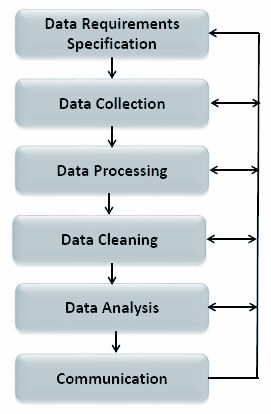 Data Requirements
Specification
Data Collection
Data Processing
Data Cleaning
Data Analysis
Communication